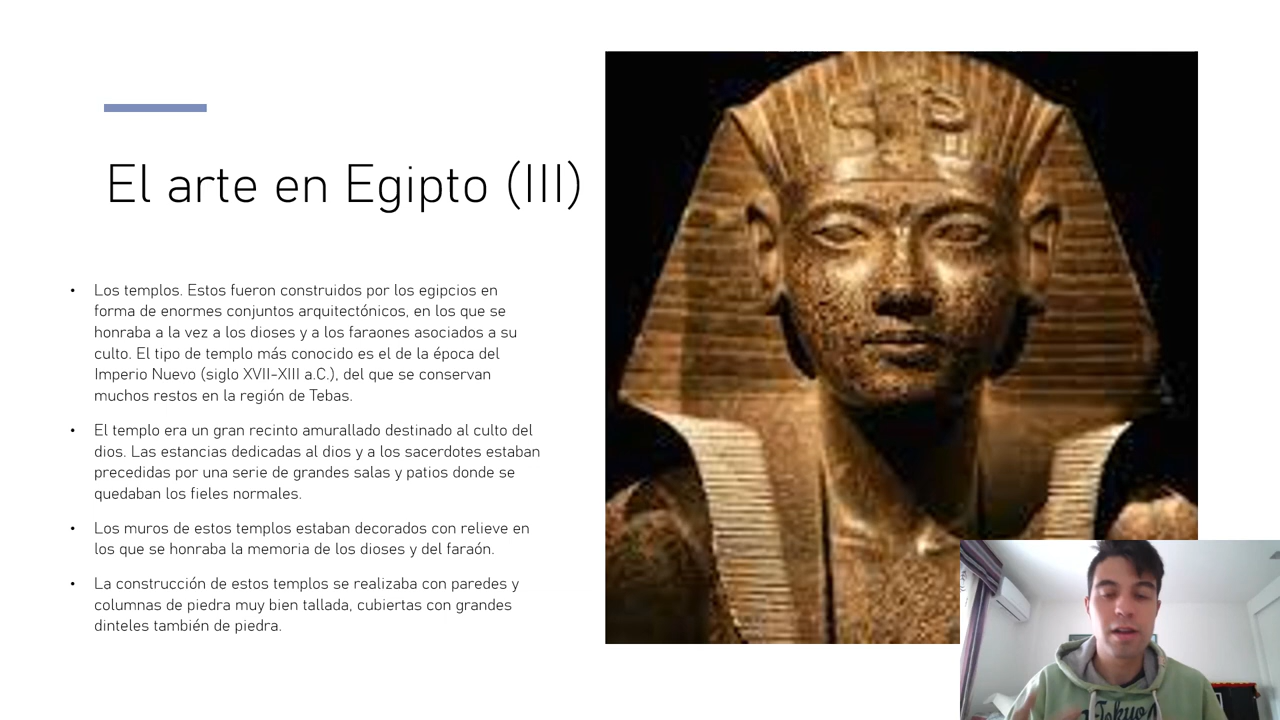 El arte en Egipto (III)
• Los templos. Estos fueron construidos por los egipcios en
forma de enormes conjuntos arquitectónicos, en los que se
honraba a la vez a los dioses y a los faraones asociados a su
culto. El tipo de templo más conocido es el de la época del
Imperio Nuevo (siglo XVII-XIII a.C.), del que se conservan
muchos restos en la región de Tebas.
• El templo era un gran recinto amurallado destinado al culto del
dios. Las estancias dedicadas al dios y a los sacerdotes estaban
precedidas por una serie de grandes salas y patios donde se
quedaban los fieles normales.
• Los muros de estos templos estaban decorados con relieve en
los que se honraba la memoria de los dioses y del faraón.
• La construcción de estos templos se realizaba con paredes y
columnas de piedra muy bien tallada, cubiertas con grandes
dinteles también de piedra.
Tokyo